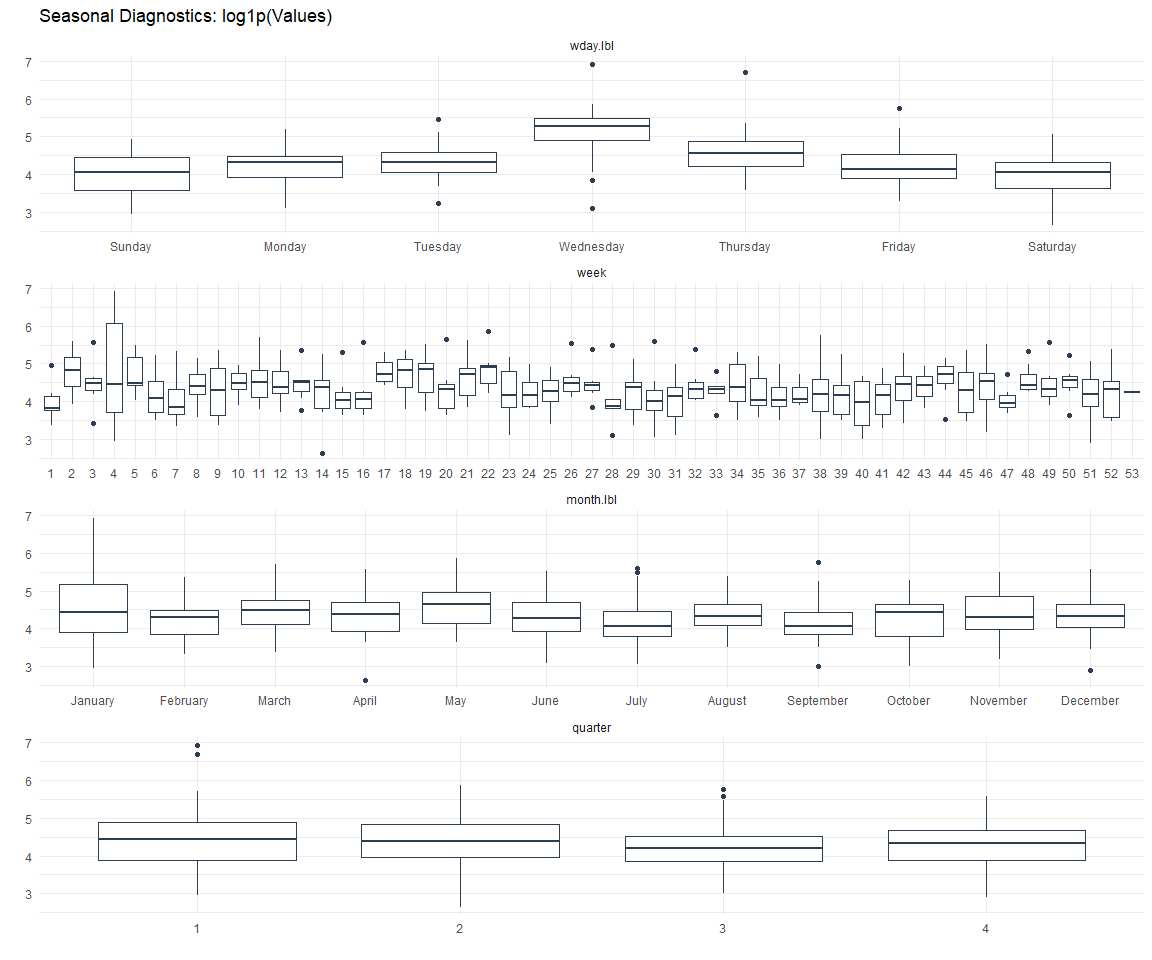 Seasonal Diagnostics: log1p(Values)
wday.lbl
7
6
5
4
3
Sunday Monday Tuesday Wednesday Thursday Friday Saturday
week
7
6
5
4
3
1 2 3 4 5 6 7 8 9 10 11 12 13 14 15 16 17 18 19 20 21 22 23 24 25 26 27 28 29 30 31 32 33 34 35 36 37 38 39 40 41 42 43 44 45 46 47 48 49 50 51 52 53
month.lbl
7
6
5
4
3
January February March April May June July August September October November December
quarter
7
6
5
4
3
1 2 3 4